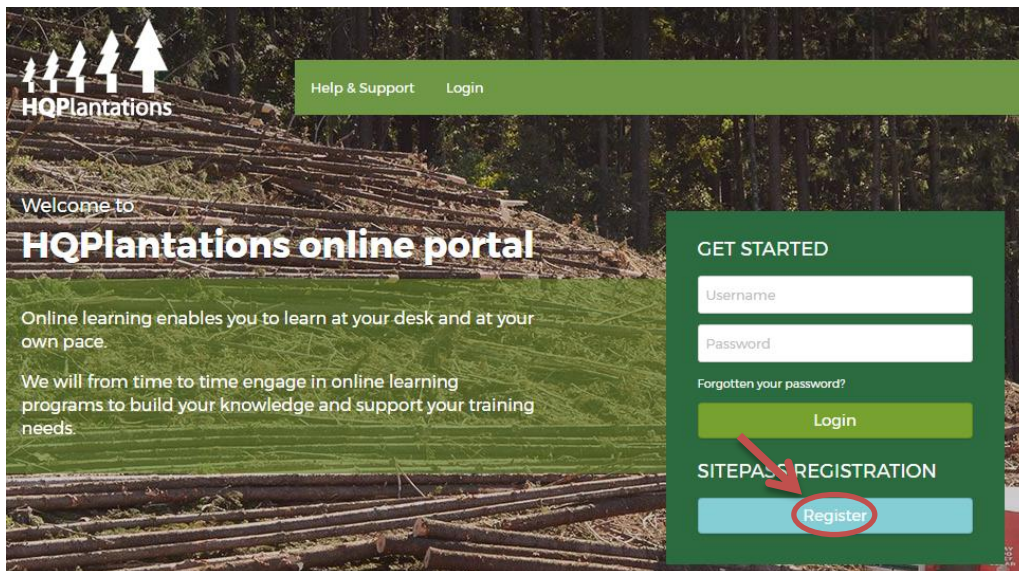 HQPlantations
Help & Support Login
Welcome to
HQPlantations online portal
Online learning enables you to learn at your desk and at your
own pace.
We will from time to time engage in online learning
programs to build your knowledge and support your training
needs.
GET STARTED
Username
Password
Forgotten your password?
Login
SITEPASS REGISTRATION
Register